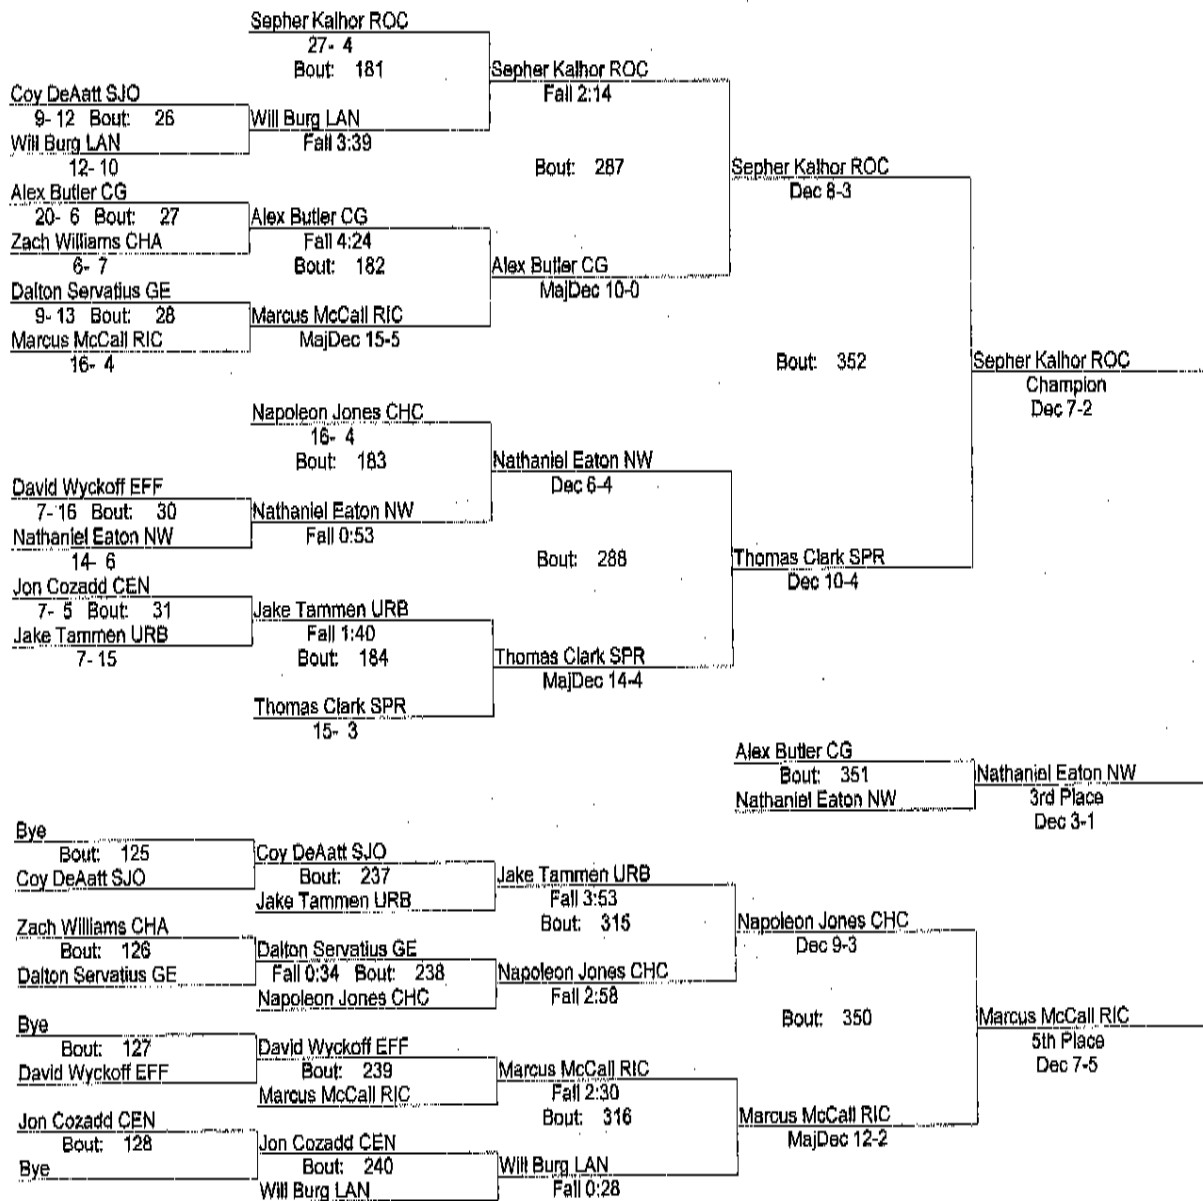 Sepher Kalhor ROC
27- 4
Bout: 181
Sepher Kalhor ROC
Fall 2:14
Coy DeAatt SJO
9- 12 Bout: 26
Will Burg LAN
Fall 3:39
Will Burg LAN
12- 10
Bout: 287
Sepher Kalhor ROC
Dec 8-3
Alex Butler CG
20- 6 Bout: 27
Alex Butler CG
Fall 4:24
Zach Williams CHA
6- 7
Bout: 182
Alex Butler CG
MajDec 10-0
Dalton Servatius GE
9- 13 Bout: 28
Marcus McCall RIC
MajDec 15-5
Marcus McCall RIC
16- 4
Bout: 352
Sepher Kalhor ROC
Champion
Dec 7-2
Napoleon Jones CHC
16- 4
Bout: 183
Nathaniel Eaton NW
Dec 6-4
David Wyckoff EFF
7- 16 Bout: 30
Nathaniel Eaton NW
Fall 0:53
Nathaniel Eaton NW
14- 6
Bout: 288
Thomas Clark SPR
Dec 10-4
Jon Cozadd CEN
7- 5 Bout: 31
Jake Tammen URB
Fall 1:40
Jake Tammen URB
7- 15
Bout: 184
Thomas Clark SPR
MajDec 14-4
Thomas Clark SPR
15- 3
Alex Butler CG
Bout: 351
Nathaniel Eaton NW
Nathaniel Eaton NW
3rd Place
Dec 3-1
Bye
Bout: 125
Coy DeAatt SJO
Coy DeAatt SJO
Bout: 237
Jake Tammen URB
Jake Tammen URB
Fall 3:53
Bout: 315
Zach Williams CHA
Bout: 126
Dalton Servatius GE
Dalton Servatius GE
Fall 0:34 Bout: 238
Napoleon Jones CHC
Napoleon Jones CHC
Fall 2:58
Napoleon Jones CHC
Dec 9-3
Bout: 350
Marcus McCall RIC
5th Place
Dec 7-5
Bye
Bout: 127
David Wyckoff EFF
David Wyckoff EFF
Bout: 239
Marcus McCall RIC
Marcus McCall RIC
Fall 2:30
Bout: 316
Marcus McCall RIC
MajDec 12-2
Jon Cozadd CEN
Bout: 128
Bye
Jon Cozadd CEN
Bout: 240
Will Burg LAN
Will Burg LAN
Fall 0:28